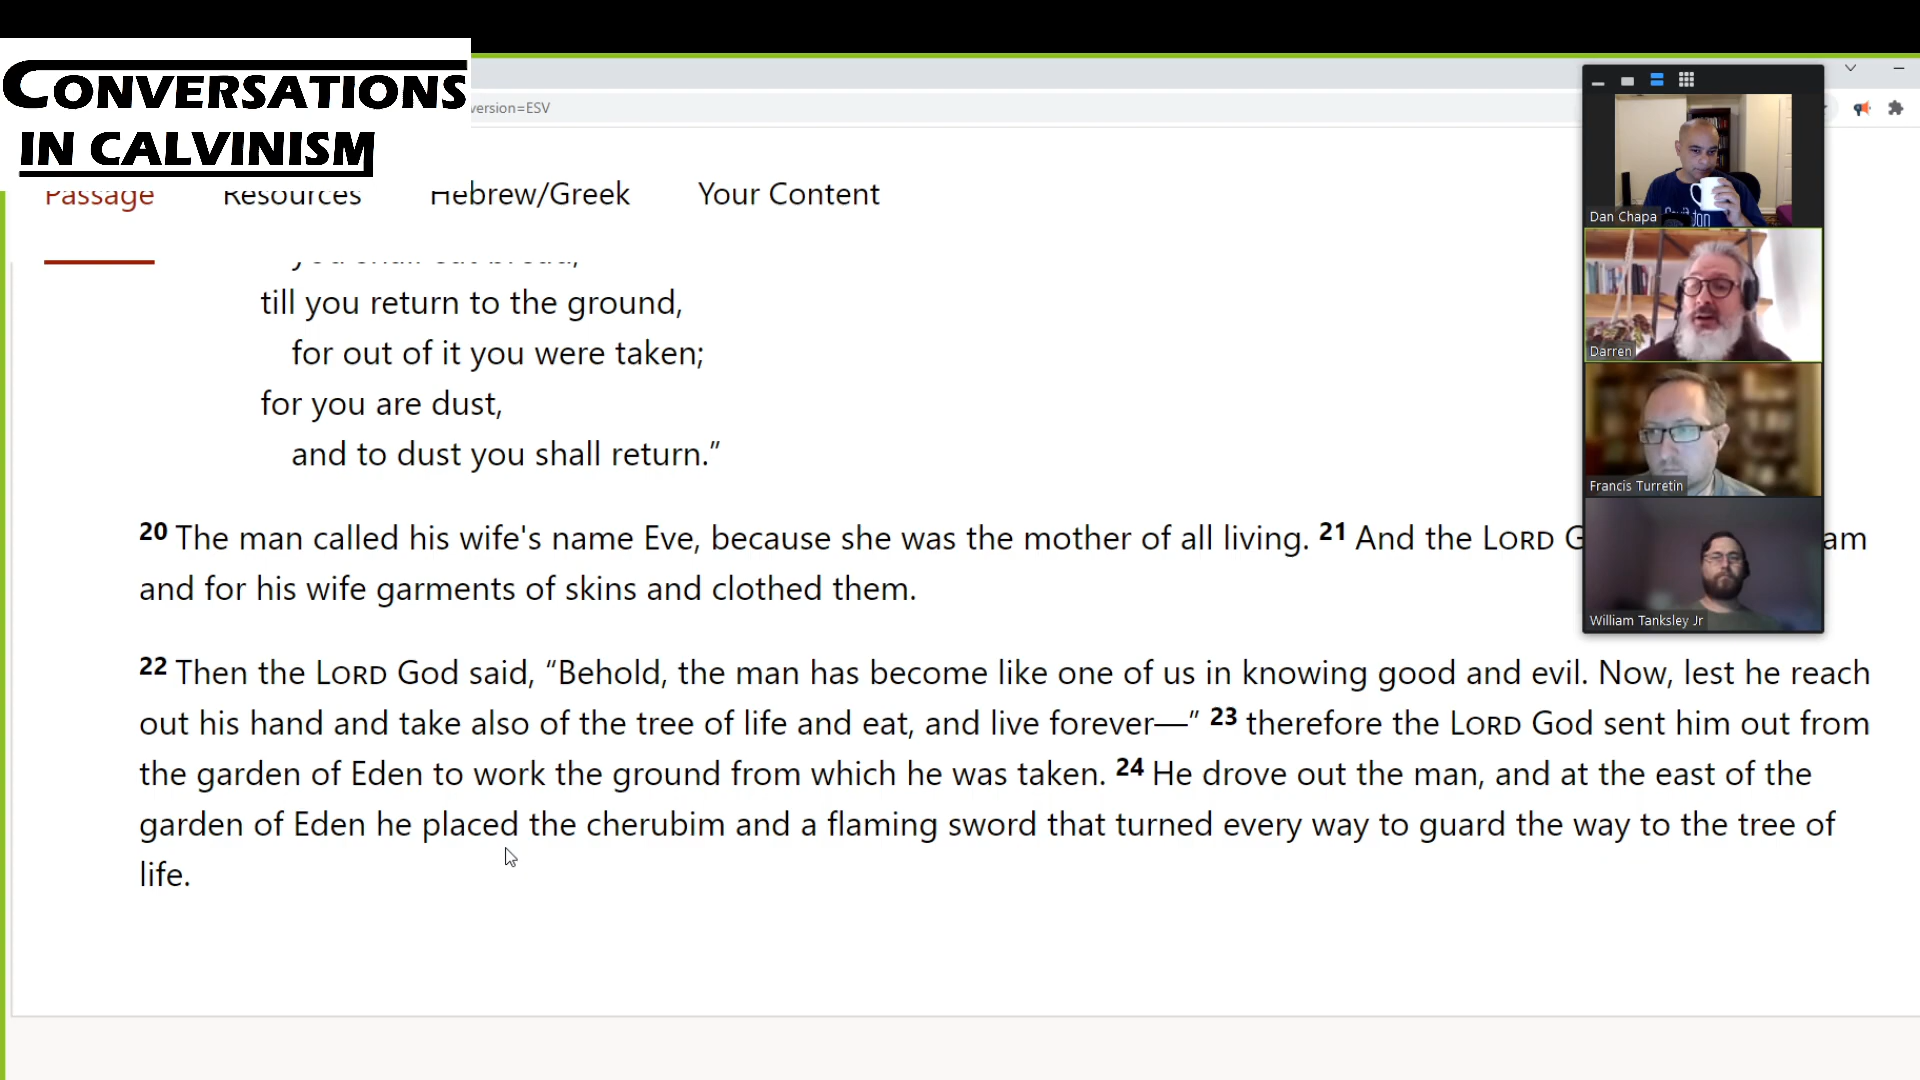 CONVERSATIONS
IN CALVINISM
version=ESV
Passage
Resources
Hebrew/Greek
Your Content
you shall eat bread,
till you return to the ground,
for out of it you were taken;
for you are dust,
and to dust you shall return.”
20 The man called his wife's name Eve, because she was the mother of all living. 21 And the LORD G am
and for his wife garments of skins and clothed them.
22 Then the LORD God said, “Behold, the man has become like one of us in knowing good and evil. Now, lest he reach
out his hand and take also of the tree of life and eat, and live forever—” 23 therefore the LORD God sent him out from
the garden of Eden to work the ground from which he was taken. 24 He drove out the man, and at the east of the
garden of Eden he placed the cherubim and a flaming sword that turned every way to guard the way to the tree of
life.
Dan Chapa
Darren
Francis Turretin
William Tanksley Jr